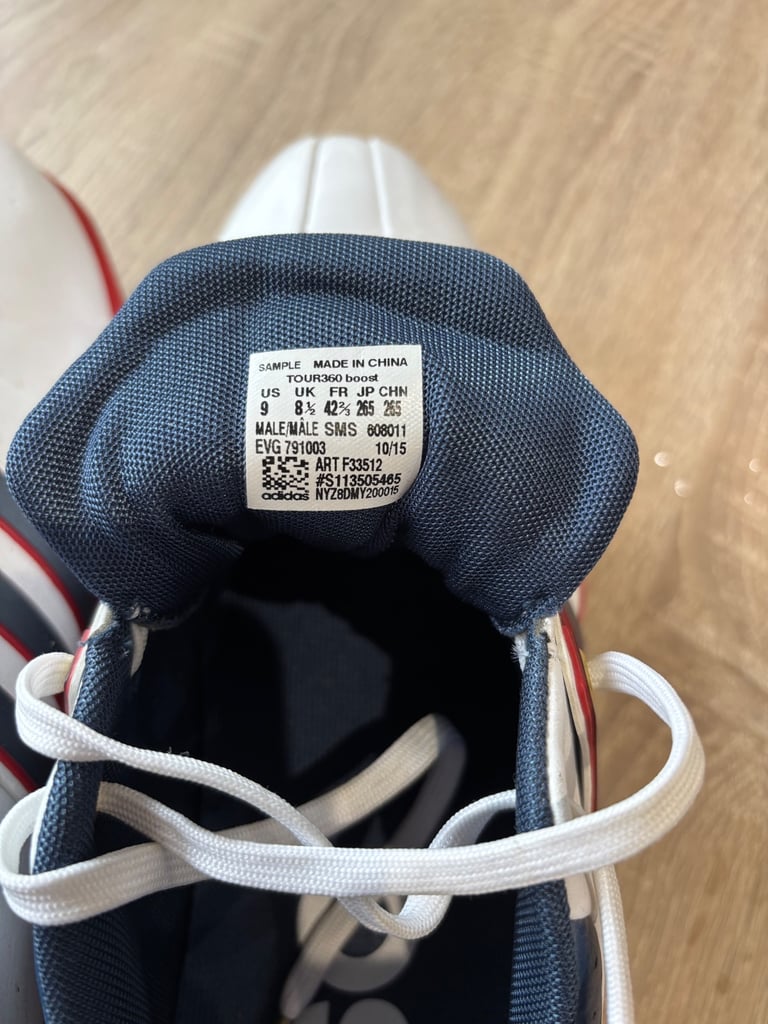 SAMPLE MADE IN CHINA
TOUR360 boost
US UK FR JP CHN
9 8½ 42⅔ 265 265
MALE/MÂLE SMS 608011
EVG 791003 10/15
ART F33512
#S113505465
adidas NYZ8DMY200015